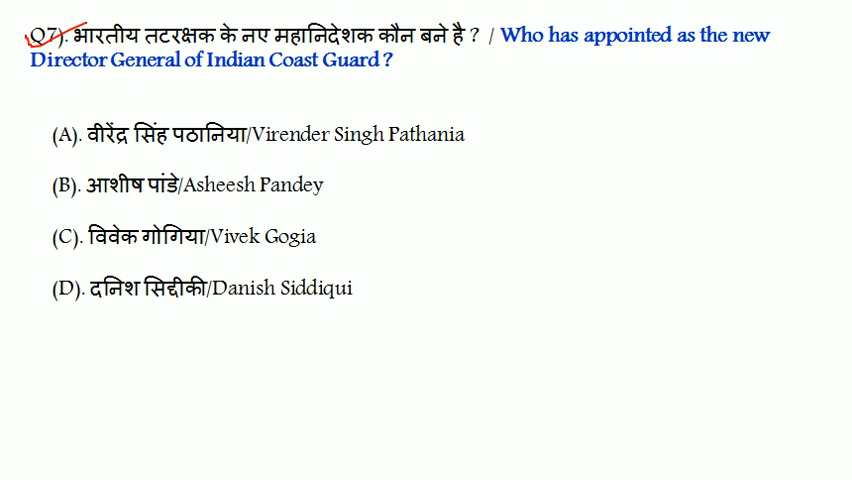 Q7). भारतीय तटरक्षक के नए महानिदेशक कौन बने है ? / Who has appointed as the new
Director General of Indian Coast Guard ?
(A). वीरेंद्र सिंह पठानिया/Virender Singh Pathania
(B). आशीष पांडे/Asheesh Pandey
(C). विवेक गोगिया/Vivek Gogia
(D). दनिश सिद्दीकी/Danish Siddiqui